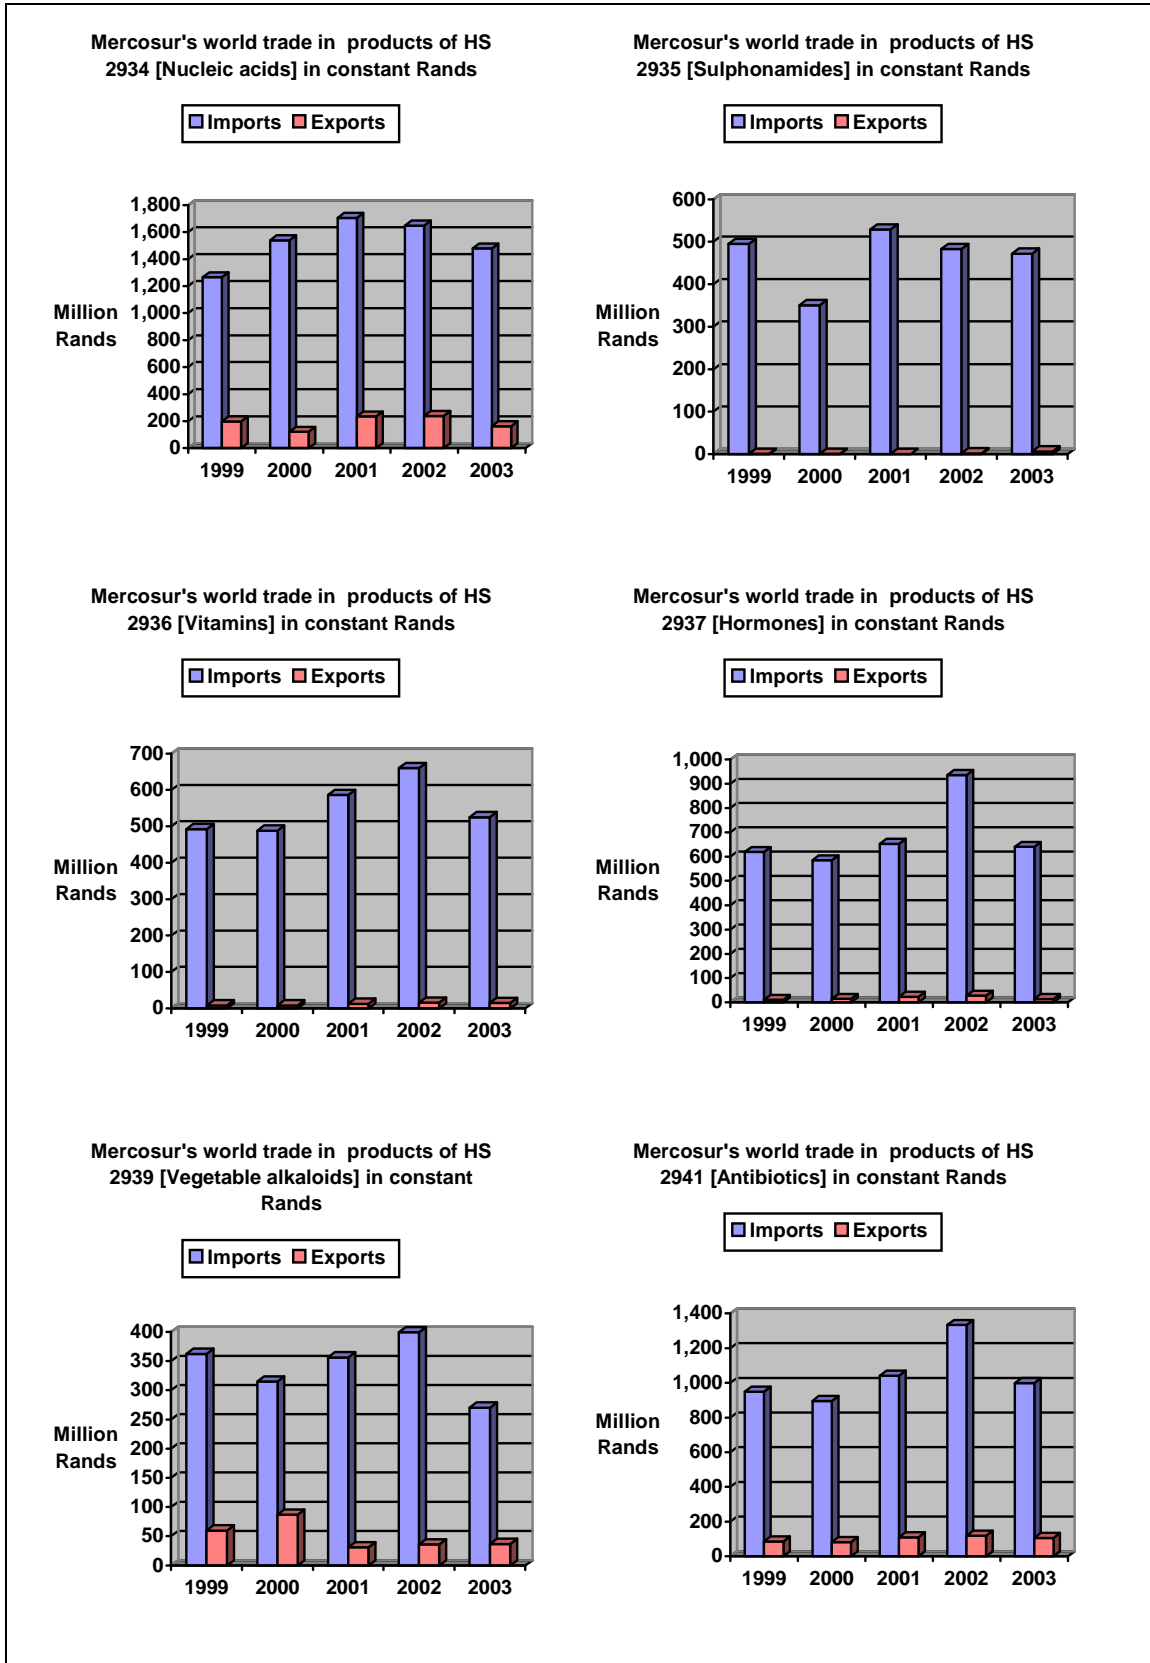 Mercosur's world trade in  products of HS
2934 [Nucleic acids] in constant Rands
Imports Exports
1,800
1,600
1,400
1,200
1,000
800
600
400
200
0
Million
Rands
1999 2000 2001 2002 2003
Mercosur's world trade in  products of HS
2935 [Sulphonamides] in constant Rands
Imports Exports
600
500
400
300
200
100
0
Million
Rands
1999 2000 2001 2002 2003
Mercosur's world trade in  products of HS
2936 [Vitamins] in constant Rands
Imports Exports
700
600
500
400
300
200
100
0
Million
Rands
1999 2000 2001 2002 2003
Mercosur's world trade in  products of HS
2937 [Hormones] in constant Rands
Imports Exports
1,000
900
800
700
600
500
400
300
200
100
0
Million
Rands
1999 2000 2001 2002 2003
Mercosur's world trade in  products of HS
2939 [Vegetable alkaloids] in constant
Rands
Imports Exports
400
350
300
250
200
150
100
50
0
Million
Rands
1999 2000 2001 2002 2003
Mercosur's world trade in  products of HS
2941 [Antibiotics] in constant Rands
Imports Exports
1,400
1,200
1,000
800
600
400
200
0
Million
Rands
1999 2000 2001 2002 2003